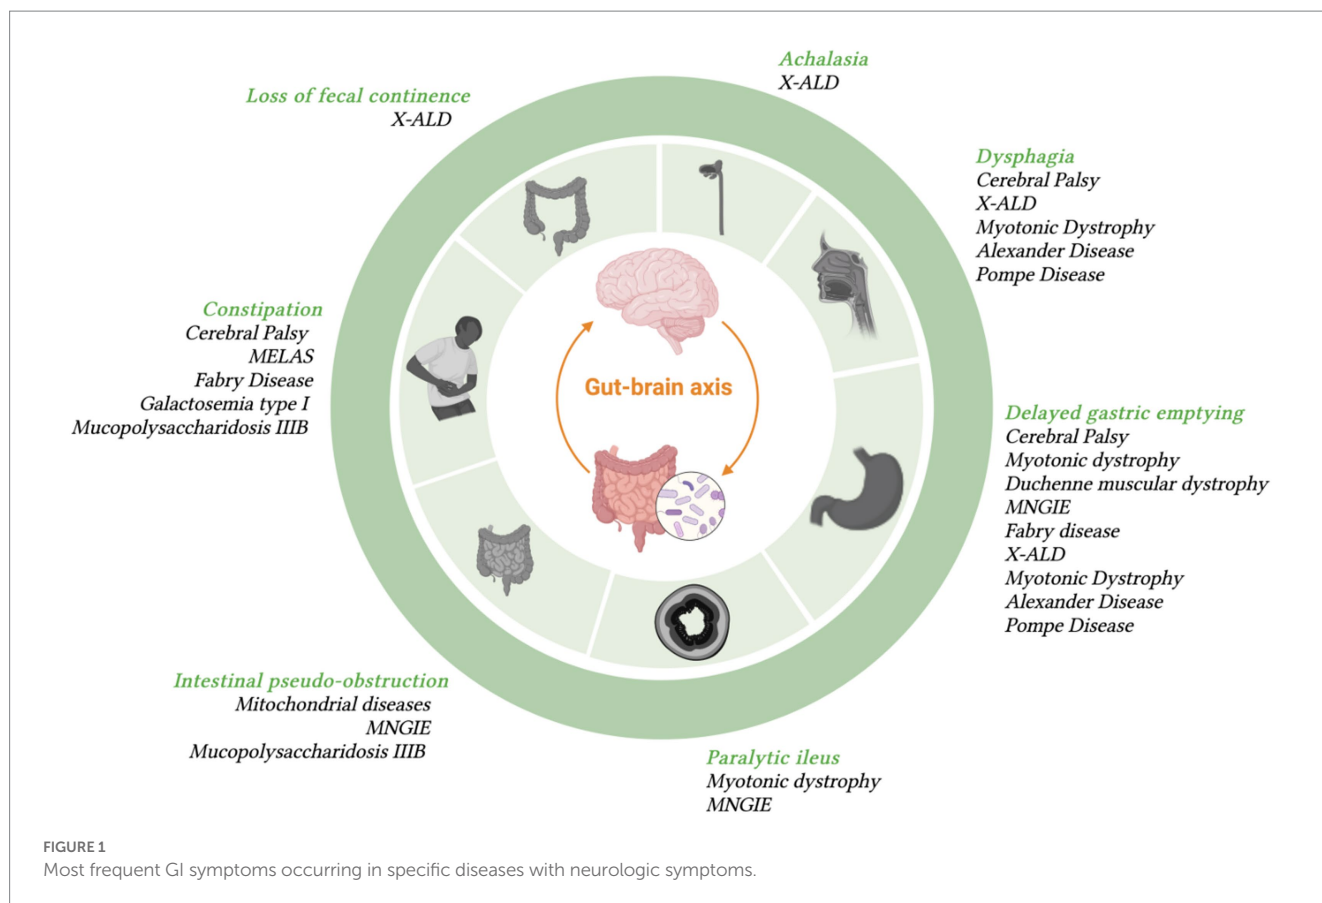 Achalasia
X-ALD
Loss of fecal continence
X-ALD
Dysphagia
Cerebral Palsy
X-ALD
Myotonic Dystrophy
Alexander Disease
Pompe Disease
Constipation
Cerebral Palsy
MELAS
Fabry Disease
Galactosemia type I
Mucopolysaccharidosis IIIB
Gut-brain axis
Delayed gastric emptying
Cerebral Palsy
Myotonic dystrophy
Duchenne muscular dystrophy
MNGIE
Fabry disease
X-ALD
Myotonic Dystrophy
Alexander Disease
Pompe Disease
Intestinal pseudo-obstruction
Mitochondrial diseases
MNGIE
Mucopolysaccharidosis IIIB
Paralytic ileus
Myotonic dystrophy
MNGIE
FIGURE 1
Most frequent GI symptoms occurring in specific diseases with neurologic symptoms.